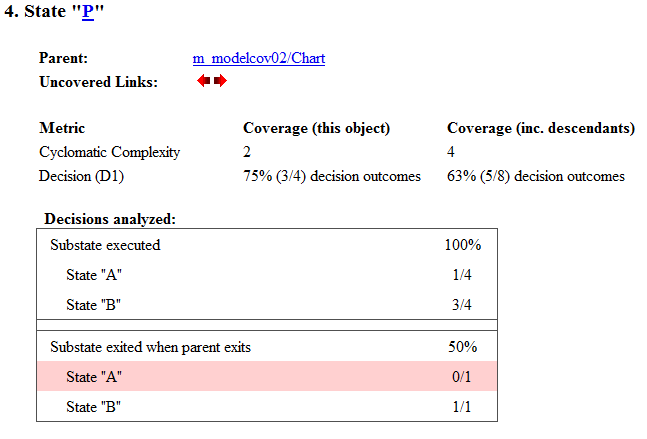 4. State "P"
Parent: m_modelcov02/Chart
Uncovered Links:
Metric Coverage (this object) Coverage (inc. descendants)
Cyclomatic Complexity 2 4
Decision (D1) 75% (3/4) decision outcomes 63% (5/8) decision outcomes
Decisions analyzed:
Substate executed 100%
State "A" 1/4
State "B" 3/4
Substate exited when parent exits 50%
State "A" 0/1
State "B" 1/1